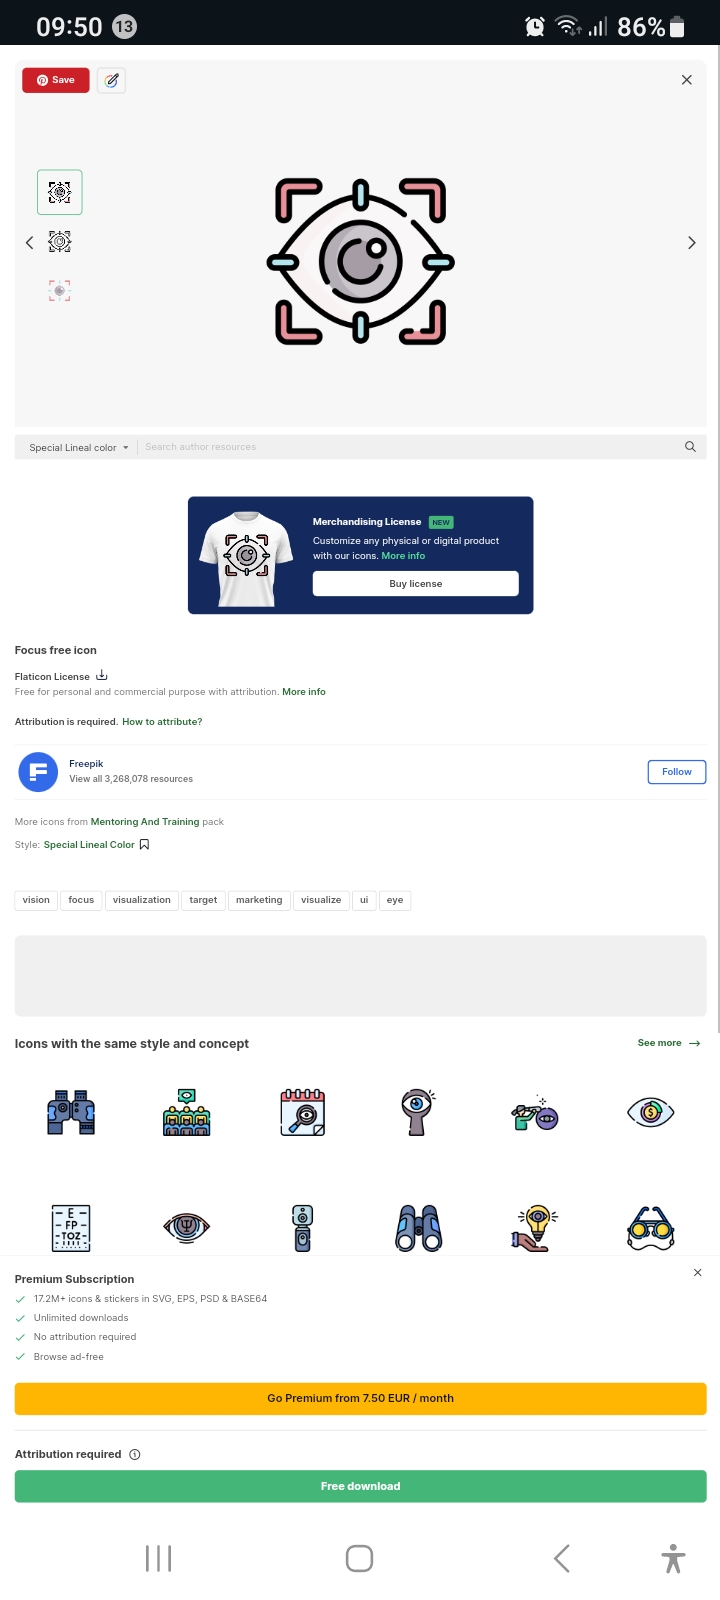 09:50 13 86%
Save
Special Lineal color Search author resources
Merchandising License NEW
Customize any physical or digital product
with our icons. More info
Buy license
Focus free icon
Flaticon License
Free for personal and commercial purpose with attribution. More info
Attribution is required. How to attribute?
Freepik
View all 3,268,078 resources
Follow
More icons from Mentoring And Training pack
Style: Special Lineal Color
vision focus visualization target marketing visualize ui eye
Icons with the same style and concept See more
E
FP
TOZ
Premium Subscription
17.2M+ icons & stickers in SVG, EPS, PSD & BASE64
Unlimited downloads
No attribution required
Browse ad-free
Go Premium from 7.50 EUR / month
Attribution required
Free download